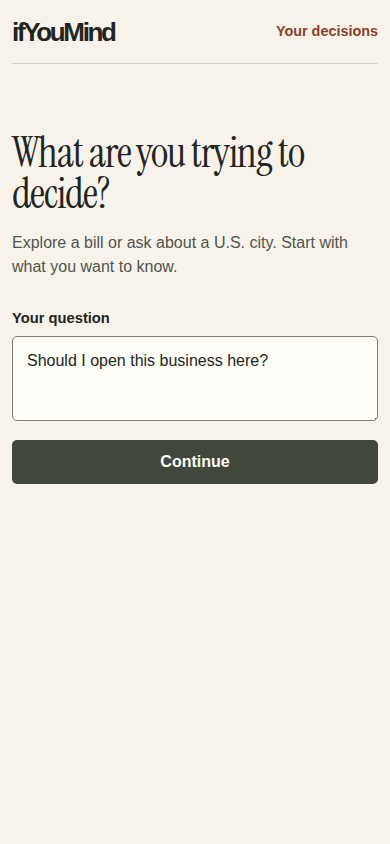 ifYouMind
Your decisions
What are you trying to
decide?
Explore a bill or ask about a U.S. city. Start with
what you want to know.
Your question
Should I open this business here?
Continue